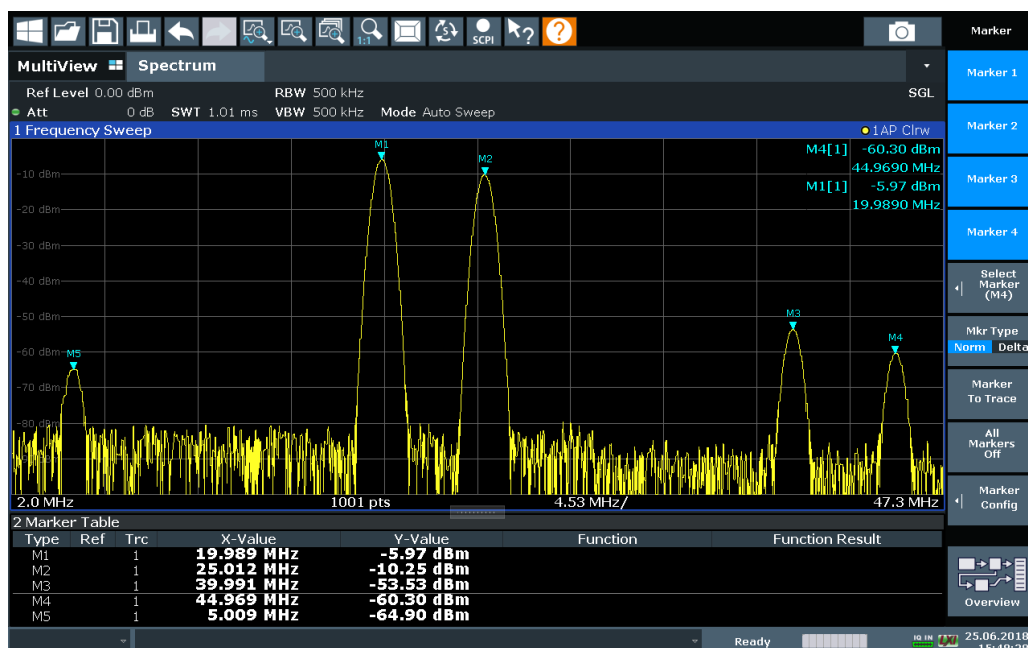 1:1
SCPI
?
?
Marker
MultiView Spectrum
Ref Level 0.00 dBm RBW 500 kHz SGL
Att 0 dB SWT 1.01 ms VBW 500 kHz Mode Auto Sweep
1 Frequency Sweep 1AP Clrw
M4[1] -60.30 dBm
44.9690 MHz
M1[1] -5.97 dBm
19.9890 MHz
M1
M2
M3
M4
M5
-10 dBm
-20 dBm
-30 dBm
-40 dBm
-50 dBm
-60 dBm
-70 dBm
-80 dBm
2.0 MHz 1001 pts 4.53 MHz/ 47.3 MHz
2 Marker Table
Type Ref Trc X-Value Y-Value Function Function Result
M1 1 19.989 MHz -5.97 dBm
M2 1 25.012 MHz -10.25 dBm
M3 1 39.991 MHz -53.53 dBm
M4 1 44.969 MHz -60.30 dBm
M5 1 5.009 MHz -64.90 dBm
Marker 1
Marker 2
Marker 3
Marker 4
Select
Marker
(M4)
Mkr Type
Norm Delta
Marker
To Trace
All
Markers
Off
Marker
Config
Overview
Ready
IQ IN
LXI
25.06.2018